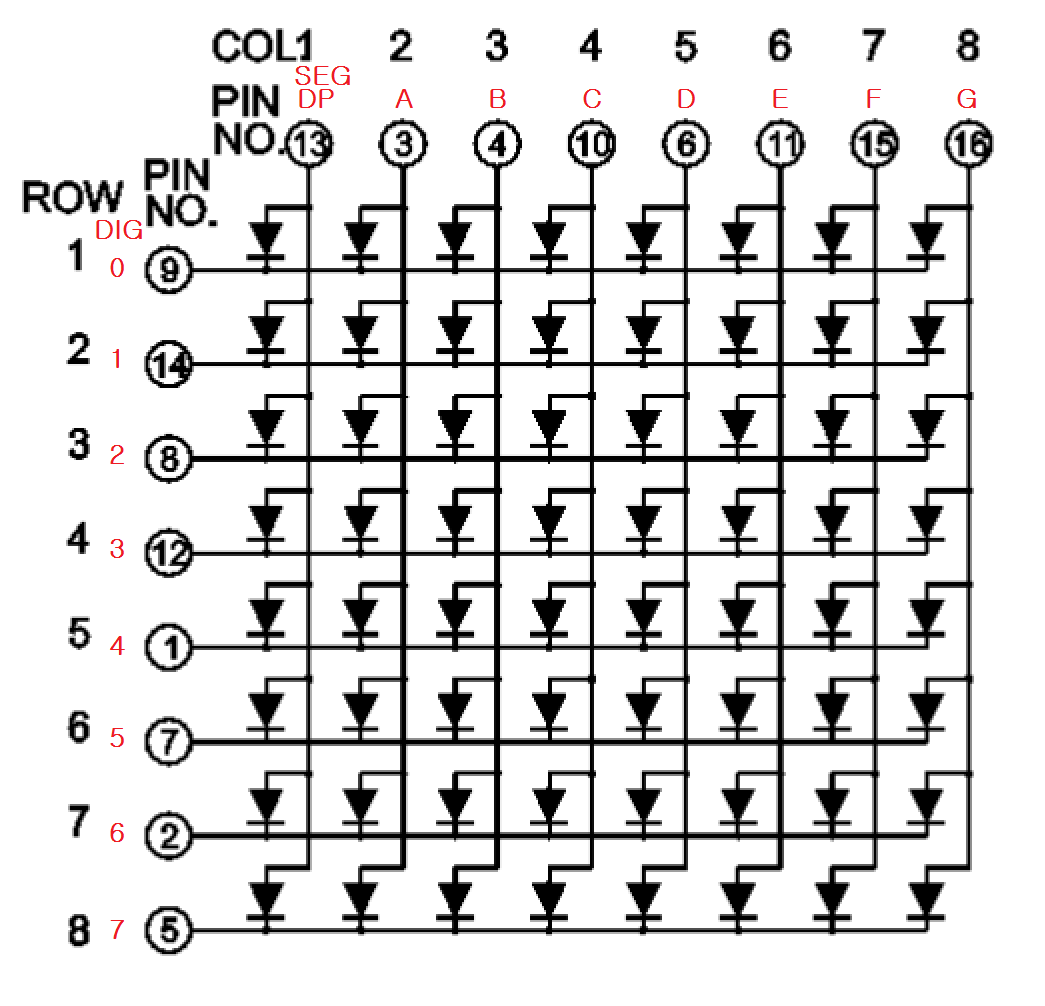 COL1 2 3 4 5 6 7 8
SEG
PIN DP A B C D E F G
NO. 13 3 4 10 6 11 15 16
PIN
ROW NO.
DIG
1 0 9
2 1 14
3 2 8
4 3 12
5 4 1
6 5 7
7 6 2
8 7 5